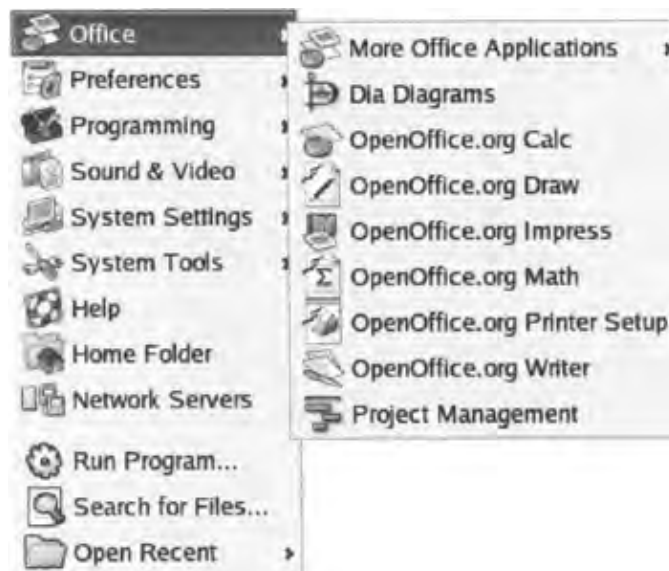 Office
Preferences
Programming
Sound & Video
System Settings
System Tools
Help
Home Folder
Network Servers
Run Program...
Search for Files...
Open Recent
More Office Applications
Dia Diagrams
OpenOffice.org Calc
OpenOffice.org Draw
OpenOffice.org Impress
OpenOffice.org Math
OpenOffice.org Printer Setup
OpenOffice.org Writer
Project Management